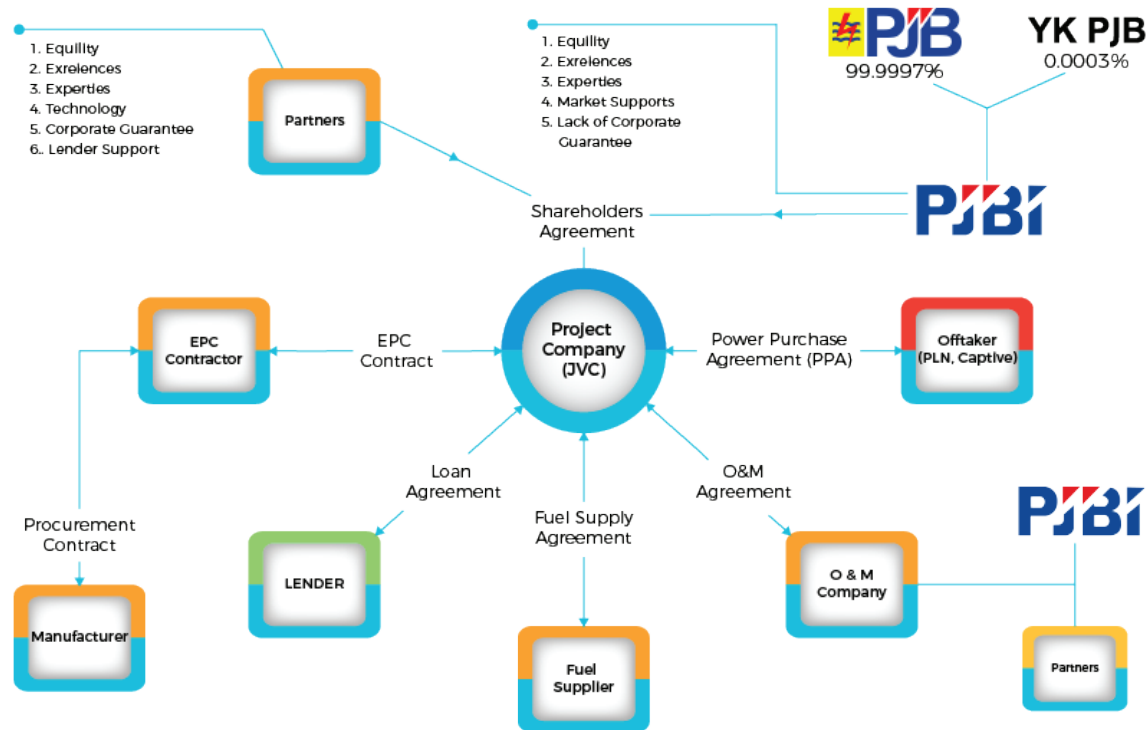 1. Equility
2. Exreiences
3. Experties
4. Technology
5. Corporate Guarantee
6.. Lender Support
Partners
1. Equility
2. Exreiences
3. Experties
4. Market Supports
5. Lack of Corporate
Guarantee
PJB
99.9997%
YK PJB
0.0003%
PJBI
Shareholders
Agreement
EPC
Contractor
EPC
Contract
Project
Company
(JVC)
Power Purchase
Agreement (PPA)
Offtaker
(PLN, Captive)
Loan
Agreement
O&M
Agreement
Procurement
Contract
Fuel Supply
Agreement
PJBI
Manufacturer
LENDER
Fuel
Supplier
O & M
Company
Partners